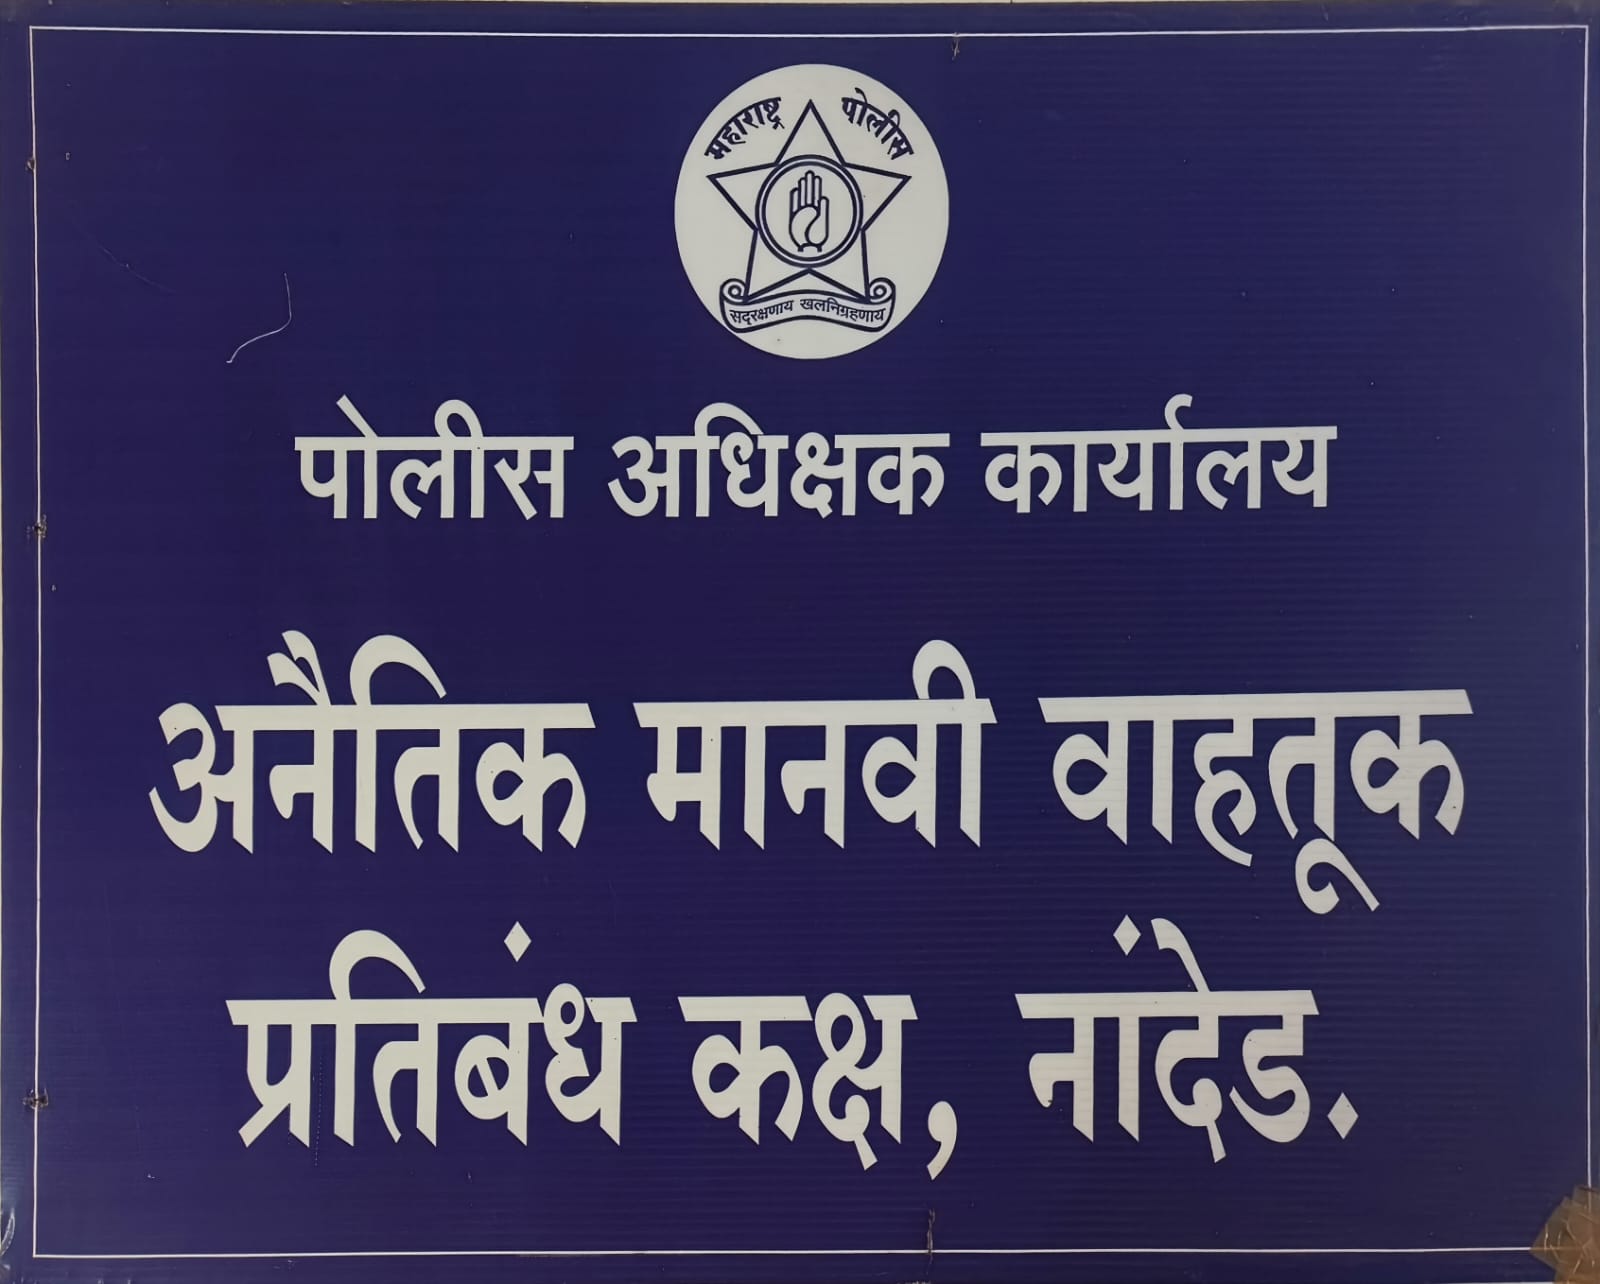 महाराष्ट्र पोलीस
सद्रक्षणाय खलनिग्रहणाय
पोलीस अधिक्षक कार्यालय
अनैतिक मानवी वाहतूक
प्रतिबंध कक्ष, नांदेड.